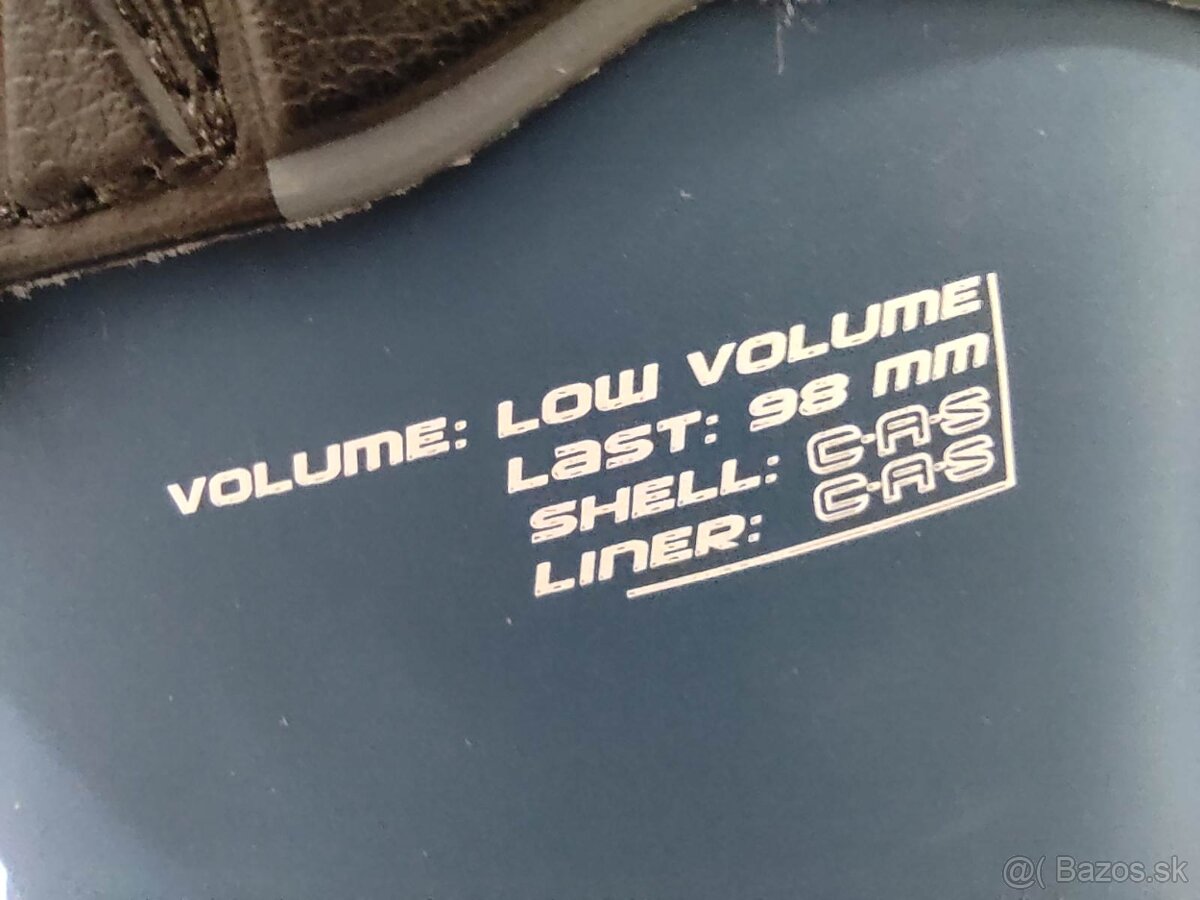 VOLUME: LOW VOLUME
LaST: 98 mm
SHELL: C-A-S
LINER: C-A-S
@( Bazos.sk